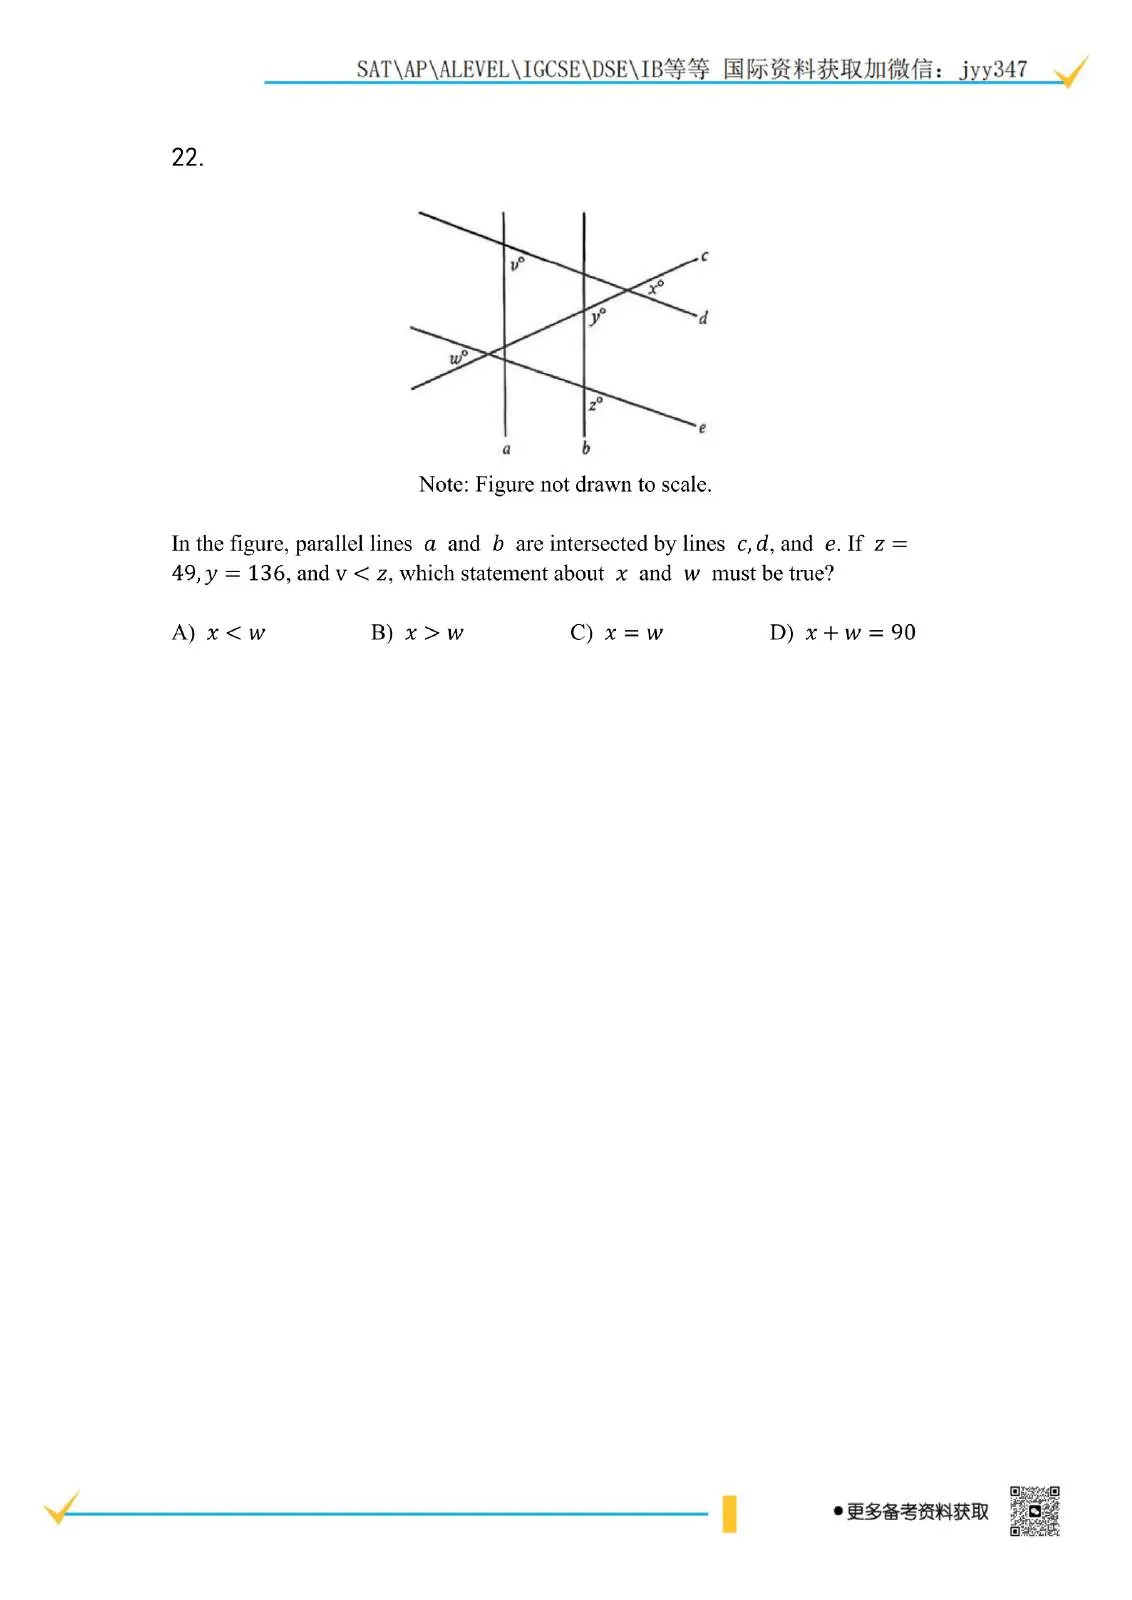 SAT\AP\ALEVEL\IGCSE\DSE\IB等等 国际资料获取加微信：jyy347
22.
c
v°
x°
y°
d
w°
z°
e
a b
Note: Figure not drawn to scale.
In the figure, parallel lines a and b are intersected by lines c, d, and e. If z =
49, y = 136, and v < z, which statement about x and w must be true?
A) x < w B) x > w C) x = w D) x + w = 90
●更多备考资料获取